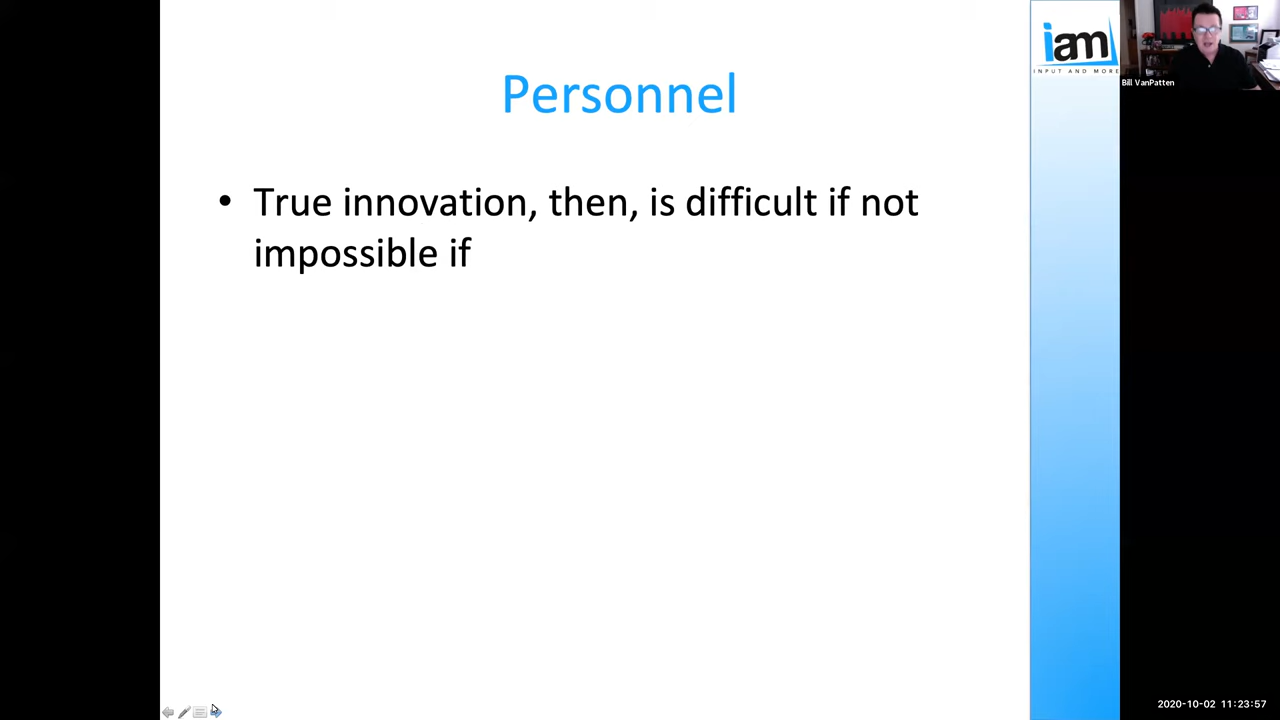 Personnel
• True innovation, then, is difficult if not
impossible if
iam
INPUT AND MORE
Bill VanPatten
2020-10-02 11:23:57